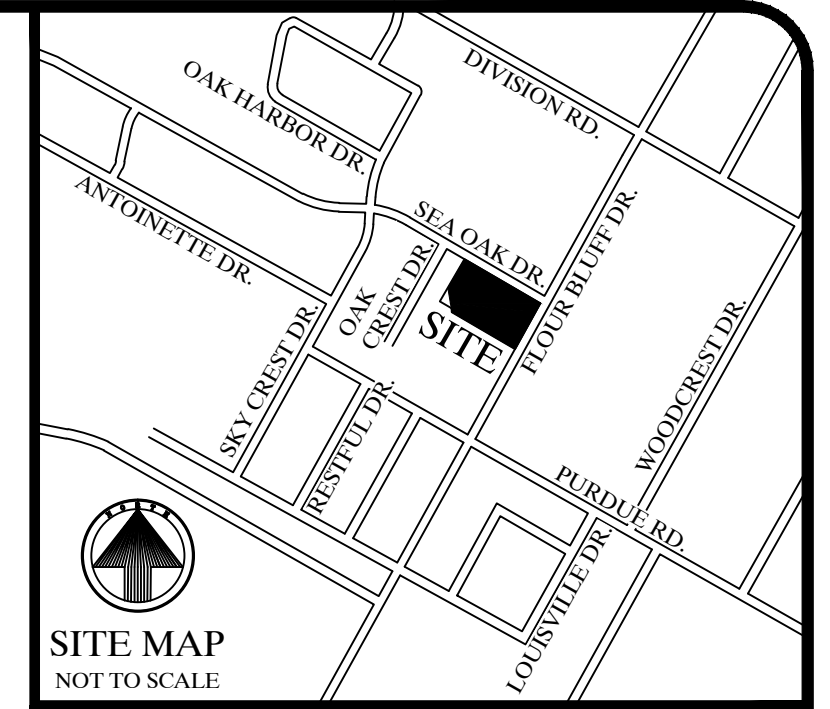 DIVISION RD.
OAK HARBOR DR.
ANTOINETTE DR.
SEA OAK DR.
FLOUR BLUFF DR.
OAK
CREST DR.
SITE
SKY CREST DR.
WOODCREST DR.
RESTFUL DR.
PURDUE RD.
LOUISVILLE DR.
NORTH
SITE MAP
NOT TO SCALE